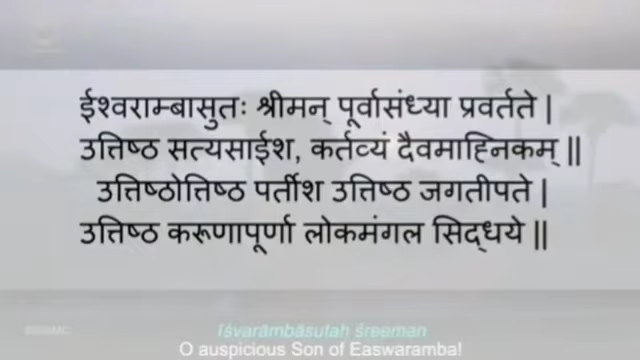 ईश्वराम्बासुतः श्रीमन् पूर्वासंध्या प्रवर्तते |
उत्तिष्ठ सत्यसाईश, कर्तव्यं दैवमाह्निकम् ||
उत्तिष्ठोत्तिष्ठ पर्तीश उत्तिष्ठ जगतीपते |
उत्तिष्ठ करूणापूर्णा लोकमंगल सिद्धये ||
Īśvarāmbāsutah śreeman
O auspicious Son of Easwaramba!